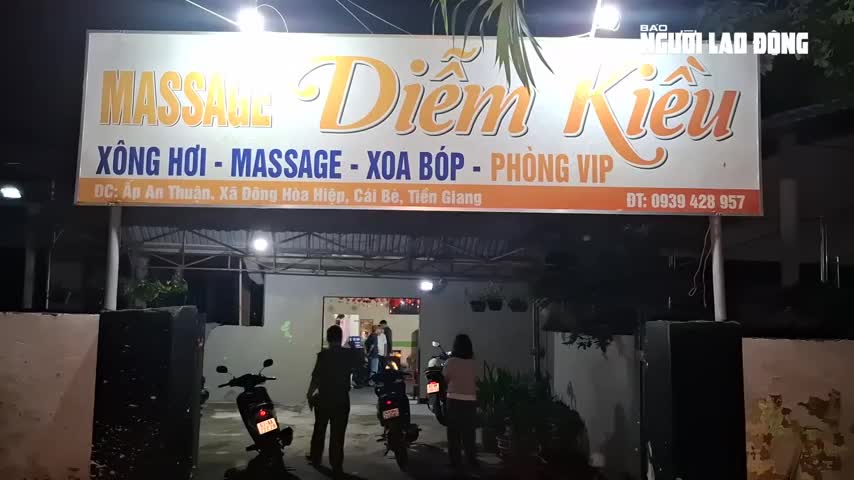 BÁO
NGƯỜI LAO ĐỘNG
MASSAGE Diễm Kiều
XÔNG HƠI - MASSAGE - XOA BÓP - PHÒNG VIP
ĐC: Ấp An Thuận, Xã Đông Hòa Hiệp, Cái Bè, Tiền Giang ĐT: 0939 428 957